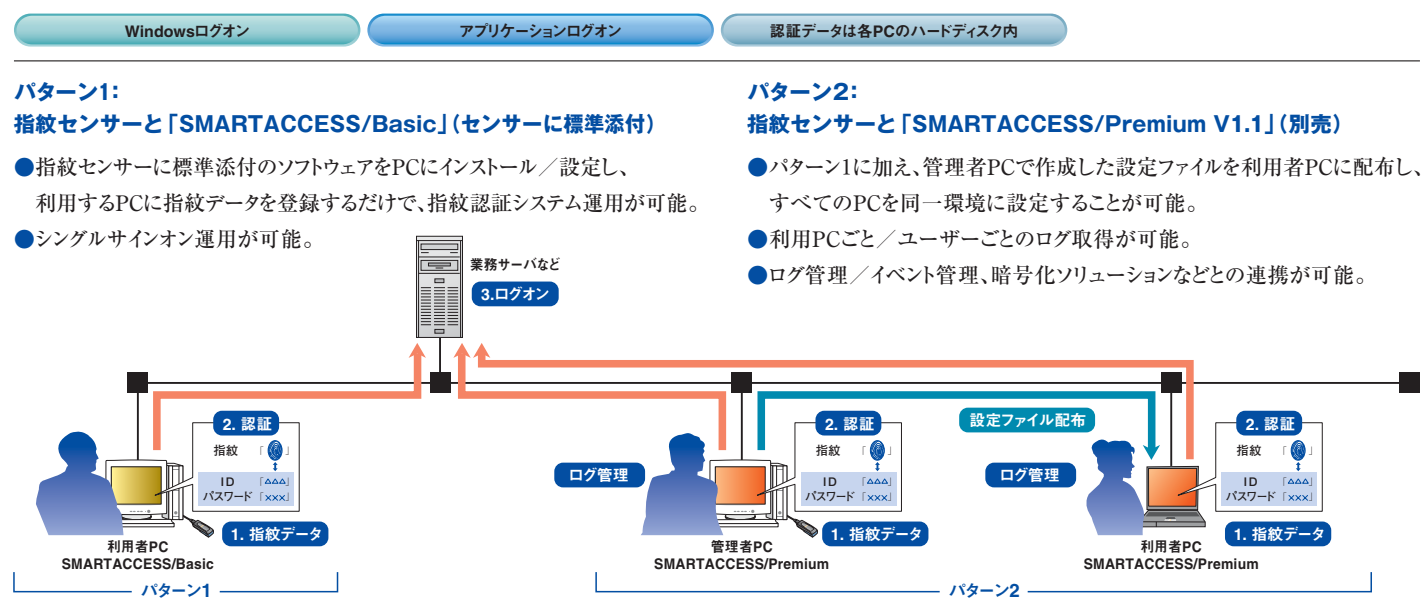 Windowsログオン
アプリケーションログオン
認証データは各PCのハードディスク内
パターン1：
指紋センサーと「SMARTACCESS/Basic」（センサーに標準添付）
●指紋センサーに標準添付のソフトウェアをPCにインストール／設定し、
利用するPCに指紋データを登録するだけで、指紋認証システム運用が可能。
●シングルサインオン運用が可能。
パターン2：
指紋センサーと「SMARTACCESS/Premium V1.1」（別売）
●パターン1に加え、管理者PCで作成した設定ファイルを利用者PCに配布し、
すべてのPCを同一環境に設定することが可能。
●利用PCごと／ユーザーごとのログ取得が可能。
●ログ管理／イベント管理、暗号化ソリューションなどとの連携が可能。
業務サーバなど
3.ログオン
2. 認証
指紋 「 」
ID 「△△△」
パスワード 「×××」
1. 指紋データ
利用者PC
SMARTACCESS/Basic
パターン1
ログ管理
2. 認証
指紋 「 」
ID 「△△△」
パスワード 「×××」
1. 指紋データ
管理者PC
SMARTACCESS/Premium
設定ファイル配布
ログ管理
2. 認証
指紋 「 」
ID 「△△△」
パスワード 「×××」
1. 指紋データ
利用者PC
SMARTACCESS/Premium
パターン2